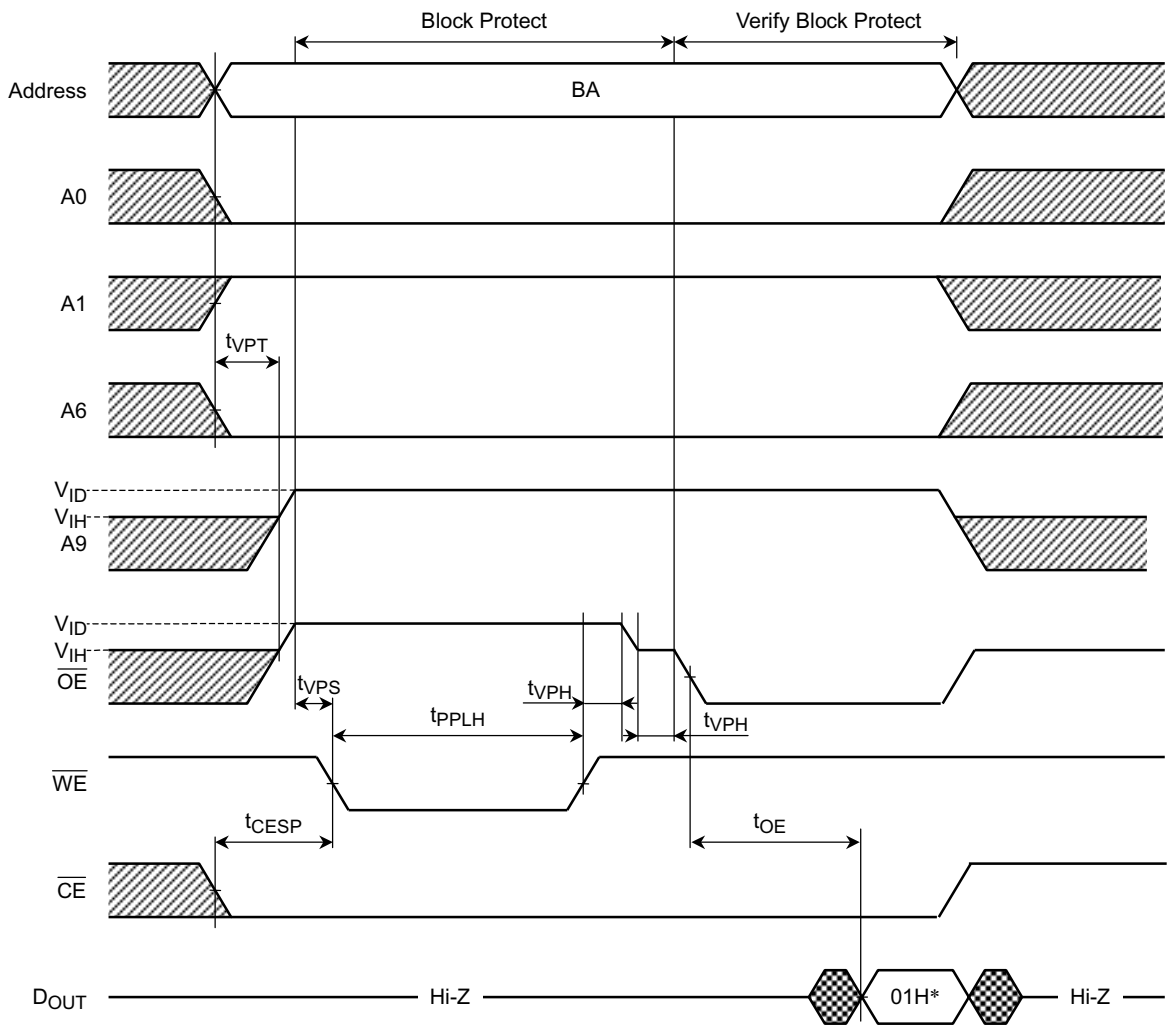 Block Protect
Verify Block Protect
Address
BA
A0
A1
tVPT
A6
VID
VIH
A9
VID
VIH
OE
tVPS
tVPH
tPPLH
tVPH
WE
tCESP
tOE
CE
DOUT
Hi-Z
01H*
Hi-Z